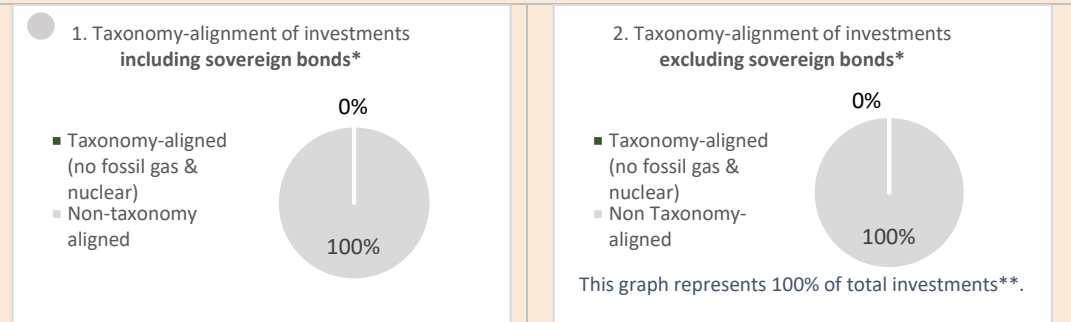 1. Taxonomy-alignment of investments
including sovereign bonds*
0%
Taxonomy-aligned
(no fossil gas &
nuclear)
Non-taxonomy
aligned
100%
2. Taxonomy-alignment of investments
excluding sovereign bonds*
0%
Taxonomy-aligned
(no fossil gas &
nuclear)
Non Taxonomy-
aligned
100%
This graph represents 100% of total investments**.